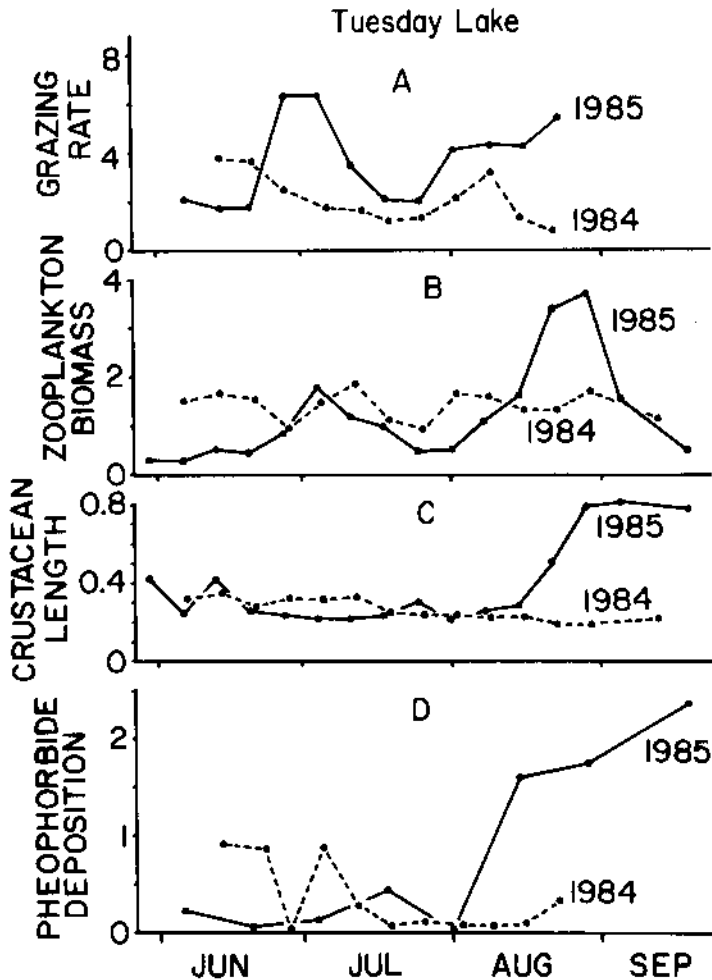 Tuesday Lake
GRAZING
RATE
8
4
0
A
1985
1984
ZOOPLANKTON
BIOMASS
4
2
0
B
1985
1984
CRUSTACEAN
LENGTH
0.8
0.4
0
C
1985
1984
PHEOPHORBIDE
DEPOSITION
2
1
0
D
1985
1984
JUN JUL AUG SEP